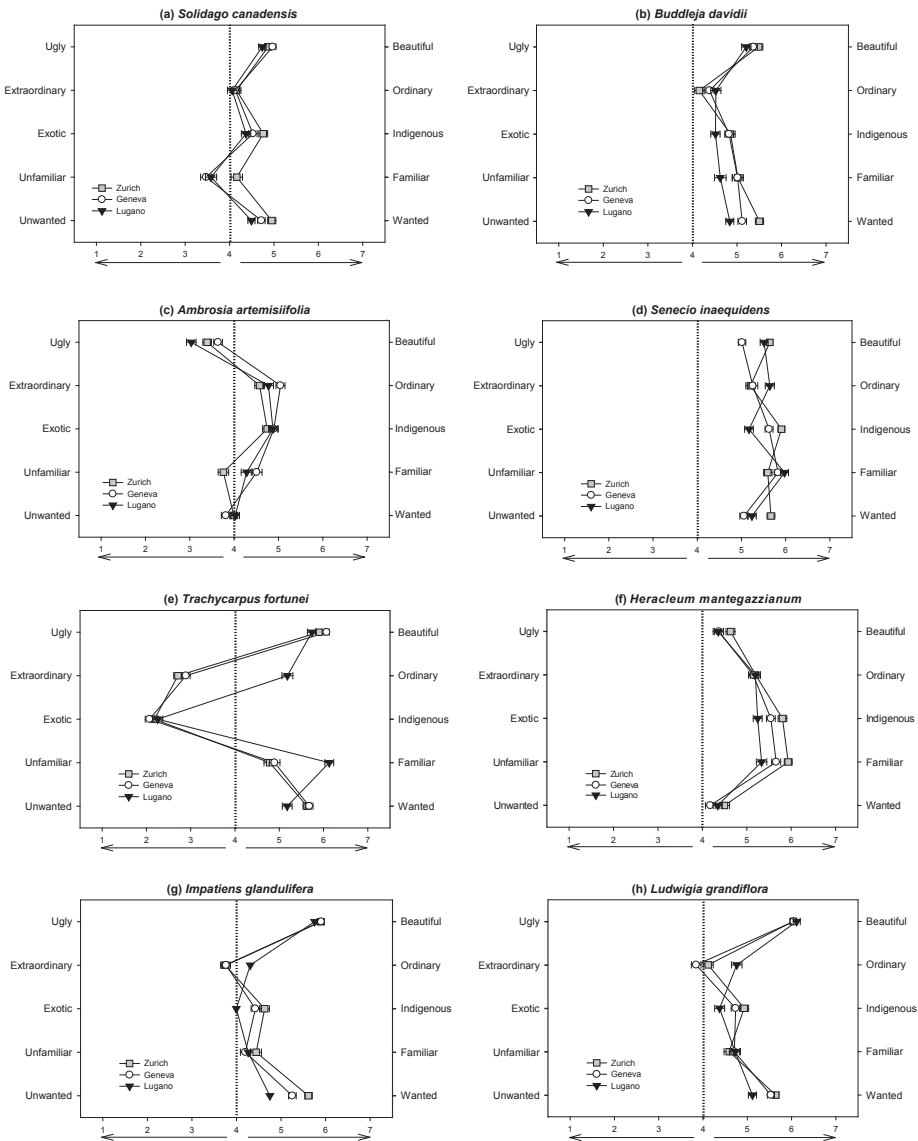 (a) Solidago canadensis
Ugly
Beautiful
Extraordinary
Ordinary
Exotic
Indigenous
Unfamiliar
Familiar
Unwanted
Wanted
Zurich
Geneva
Lugano
1 2 3 4 5 6 7
(b) Buddleja davidii
Ugly
Beautiful
Extraordinary
Ordinary
Exotic
Indigenous
Unfamiliar
Familiar
Unwanted
Wanted
Zurich
Geneva
Lugano
1 2 3 4 5 6 7
(c) Ambrosia artemisiifolia
Ugly
Beautiful
Extraordinary
Ordinary
Exotic
Indigenous
Unfamiliar
Familiar
Unwanted
Wanted
Zurich
Geneva
Lugano
1 2 3 4 5 6 7
(d) Senecio inaequidens
Ugly
Beautiful
Extraordinary
Ordinary
Exotic
Indigenous
Unfamiliar
Familiar
Unwanted
Wanted
Zurich
Geneva
Lugano
1 2 3 4 5 6 7
(e) Trachycarpus fortunei
Ugly
Beautiful
Extraordinary
Ordinary
Exotic
Indigenous
Unfamiliar
Familiar
Unwanted
Wanted
Zurich
Geneva
Lugano
1 2 3 4 5 6 7
(f) Heracleum mantegazzianum
Ugly
Beautiful
Extraordinary
Ordinary
Exotic
Indigenous
Unfamiliar
Familiar
Unwanted
Wanted
Zurich
Geneva
Lugano
1 2 3 4 5 6 7
(g) Impatiens glandulifera
Ugly
Beautiful
Extraordinary
Ordinary
Exotic
Indigenous
Unfamiliar
Familiar
Unwanted
Wanted
Zurich
Geneva
Lugano
1 2 3 4 5 6 7
(h) Ludwigia grandiflora
Ugly
Beautiful
Extraordinary
Ordinary
Exotic
Indigenous
Unfamiliar
Familiar
Unwanted
Wanted
Zurich
Geneva
Lugano
1 2 3 4 5 6 7